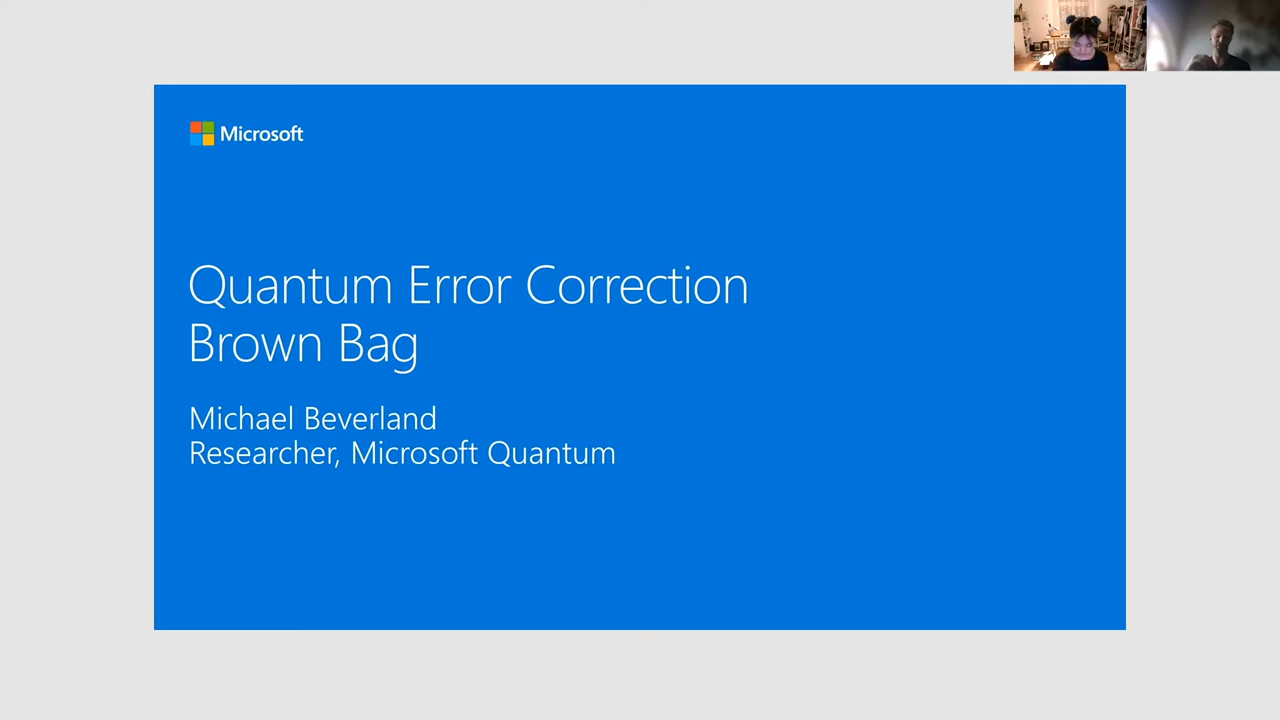 Microsoft
Quantum Error Correction
Brown Bag
Michael Beverland
Researcher, Microsoft Quantum